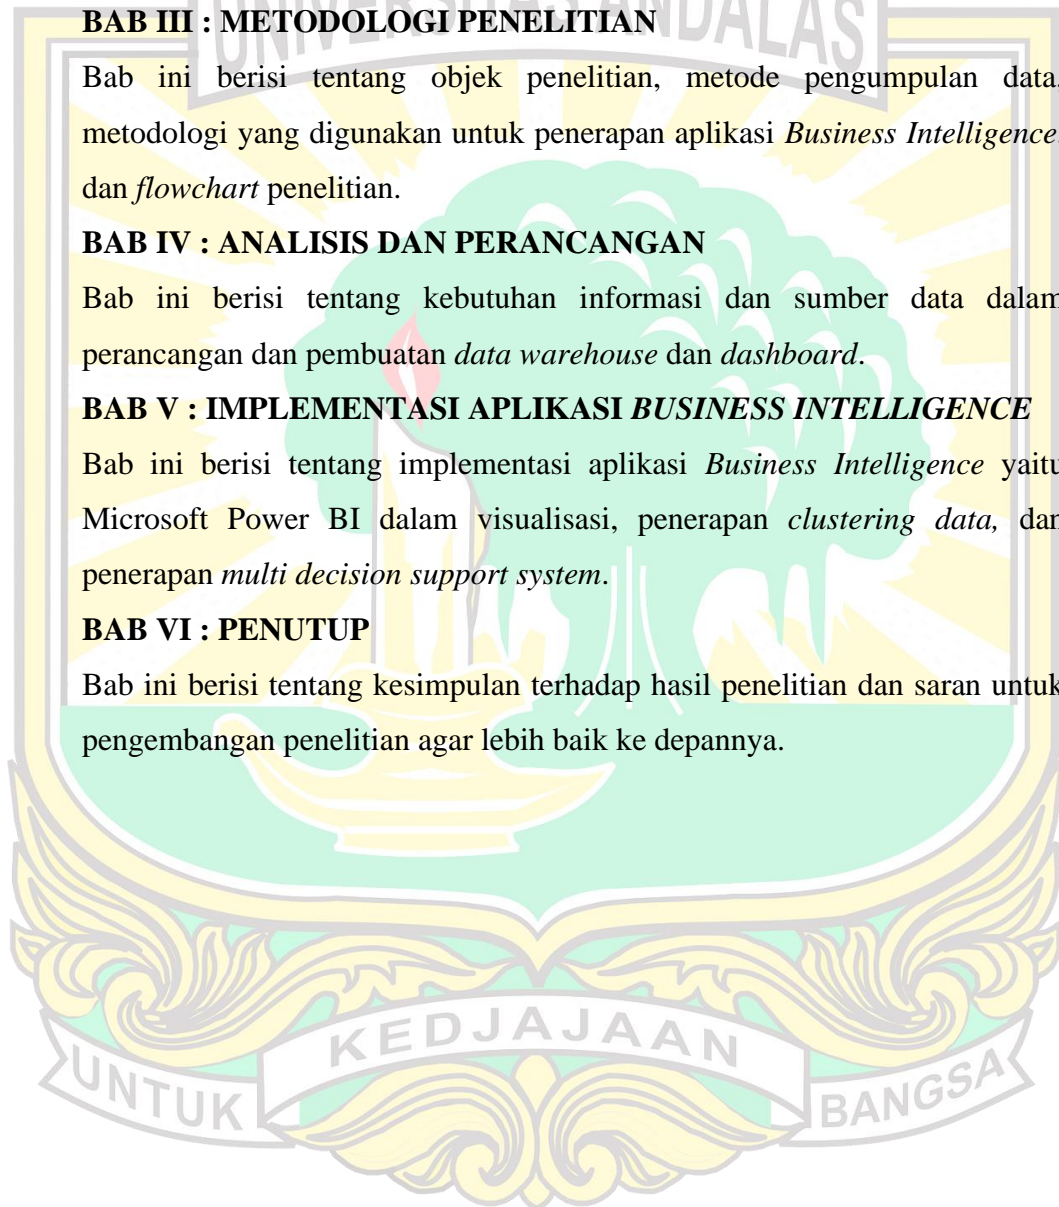 UNIVERSITAS ANDALAS
BAB III : METODOLOGI PENELITIAN
Bab ini berisi tentang objek penelitian, metode pengumpulan data,
metodologi yang digunakan untuk penerapan aplikasi Business Intelligence,
dan flowchart penelitian.
BAB IV : ANALISIS DAN PERANCANGAN
Bab ini berisi tentang kebutuhan informasi dan sumber data dalam
perancangan dan pembuatan data warehouse dan dashboard.
BAB V : IMPLEMENTASI APLIKASI BUSINESS INTELLIGENCE
Bab ini berisi tentang implementasi aplikasi Business Intelligence yaitu
Microsoft Power BI dalam visualisasi, penerapan clustering data, dan
penerapan multi decision support system.
BAB VI : PENUTUP
Bab ini berisi tentang kesimpulan terhadap hasil penelitian dan saran untuk
pengembangan penelitian agar lebih baik ke depannya.
UNTUK KEDJAJAAN BANGSA